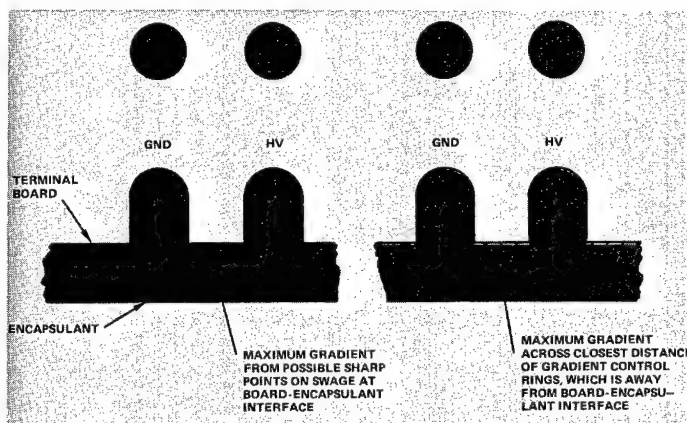 GND HV GND HV
TERMINAL
BOARD
ENCAPSULANT
MAXIMUM GRADIENT
FROM POSSIBLE SHARP
POINTS ON SWAGE AT
BOARD-ENCAPSULANT
INTERFACE
MAXIMUM GRADIENT
ACROSS CLOSEST DISTANC
OF GRADIENT CONTROL
RINGS, WHICH IS AWAY
FROM BOARD-ENCAPSU-
LANT INTERFACE